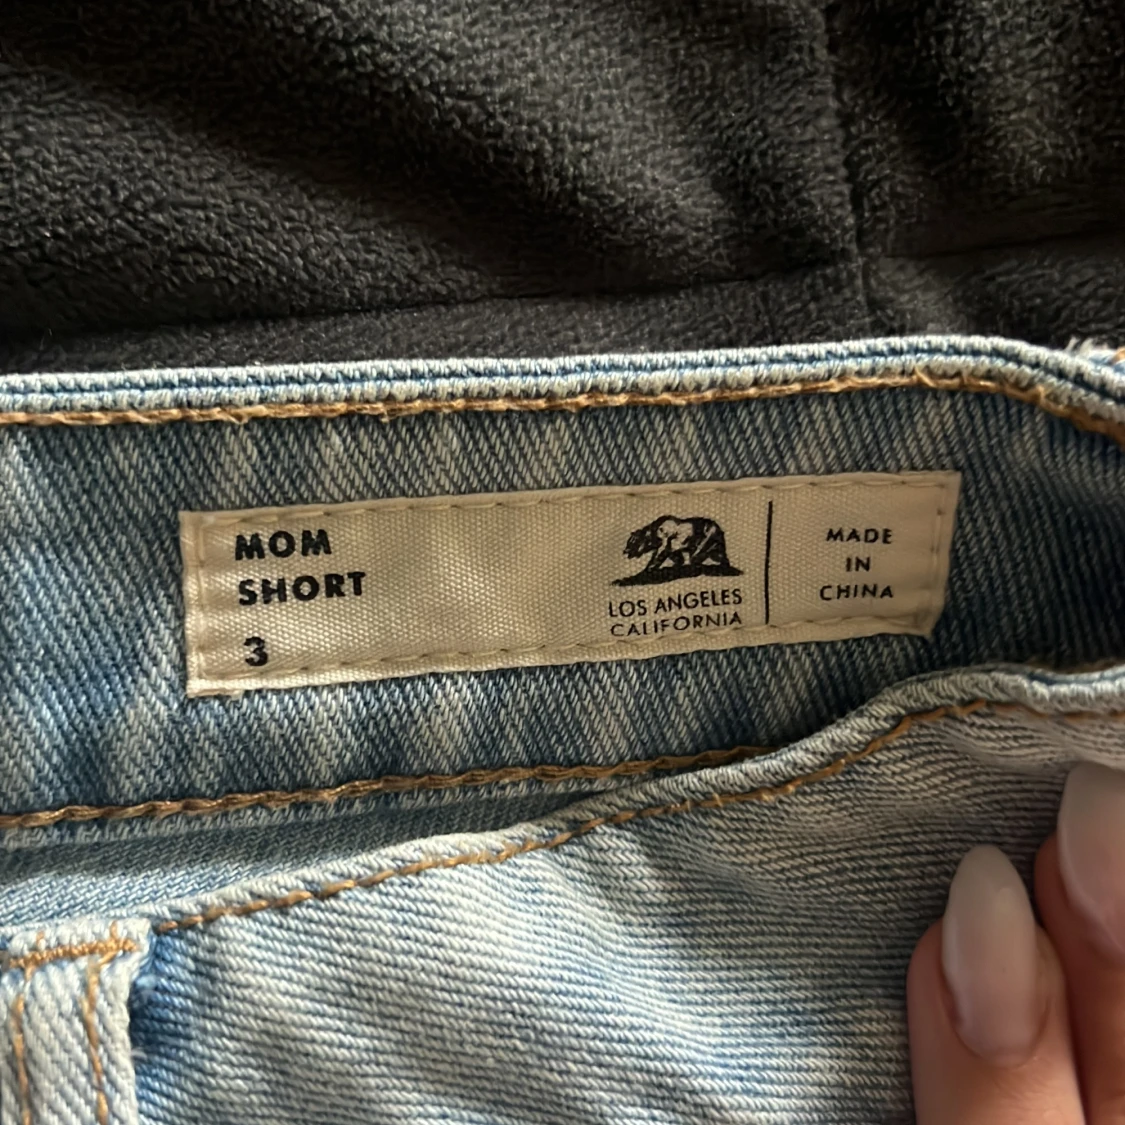 MOM
SHORT
3
LOS ANGELES
CALIFORNIA
MADE
IN
CHINA